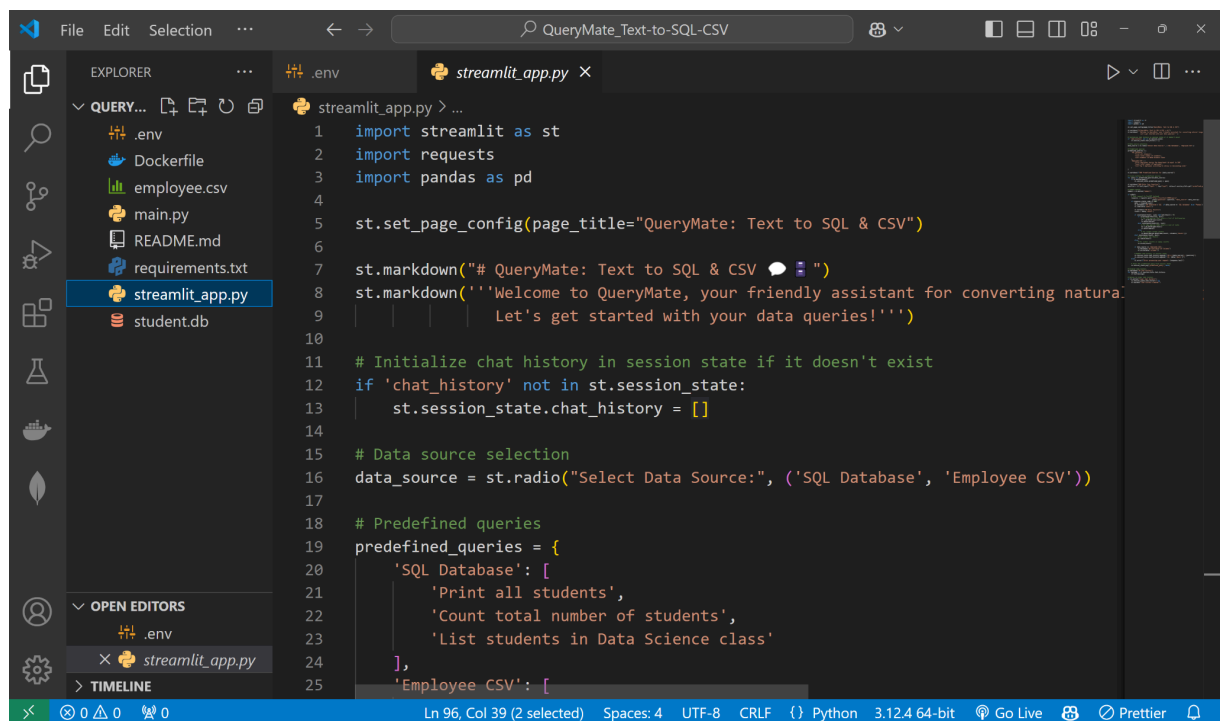 File Edit Selection ···
QueryMate_Text-to-SQL-CSV
EXPLORER ···
QUERY...
.env
Dockerfile
employee.csv
main.py
README.md
requirements.txt
streamlit_app.py
student.db
OPEN EDITORS
.env
streamlit_app.py
TIMELINE
.env streamlit_app.py
streamlit_app.py > ...
1 import streamlit as st
2 import requests
3 import pandas as pd
4
5 st.set_page_config(page_title="QueryMate: Text to SQL & CSV")
6
7 st.markdown("# QueryMate: Text to SQL & CSV 💬🗄️")
8 st.markdown('''Welcome to QueryMate, your friendly assistant for converting natura
9 Let's get started with your data queries!''')
10
11 # Initialize chat history in session state if it doesn't exist
12 if 'chat_history' not in st.session_state:
13 st.session_state.chat_history = []
14
15 # Data source selection
16 data_source = st.radio("Select Data Source:", ('SQL Database', 'Employee CSV'))
17
18 # Predefined queries
19 predefined_queries = {
20 'SQL Database': [
21 'Print all students',
22 'Count total number of students',
23 'List students in Data Science class'
24 ],
25 'Employee CSV': [
0 0 0 Ln 96, Col 39 (2 selected) Spaces: 4 UTF-8 CRLF {} Python 3.12.4 64-bit Go Live Prettier